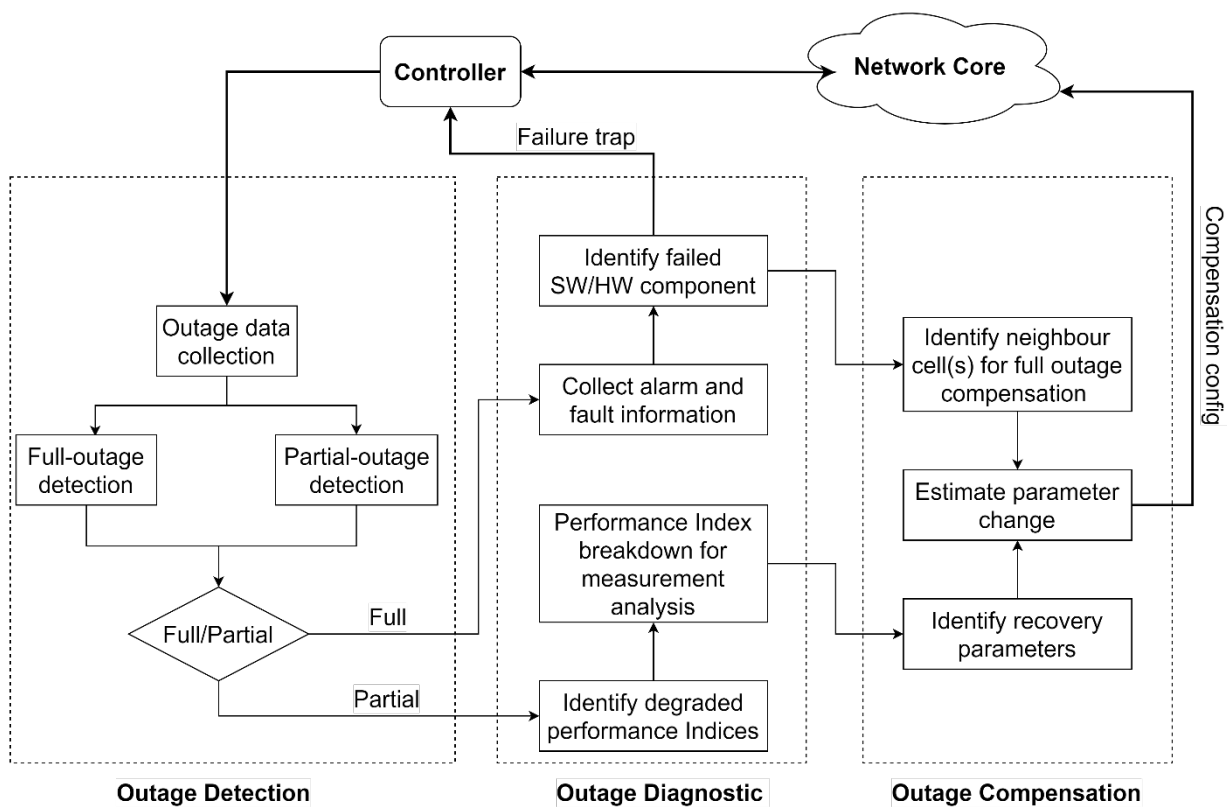 Controller
Network Core
Failure trap
Outage data
collection
Full-outage
detection
Partial-outage
detection
Full/Partial
Full
Partial
Outage Detection
Identify failed
SW/HW component
Collect alarm and
fault information
Performance Index
breakdown for
measurement
analysis
Identify degraded
performance Indices
Outage Diagnostic
Identify neighbour
cell(s) for full outage
compensation
Estimate parameter
change
Identify recovery
parameters
Compensation config
Outage Compensation